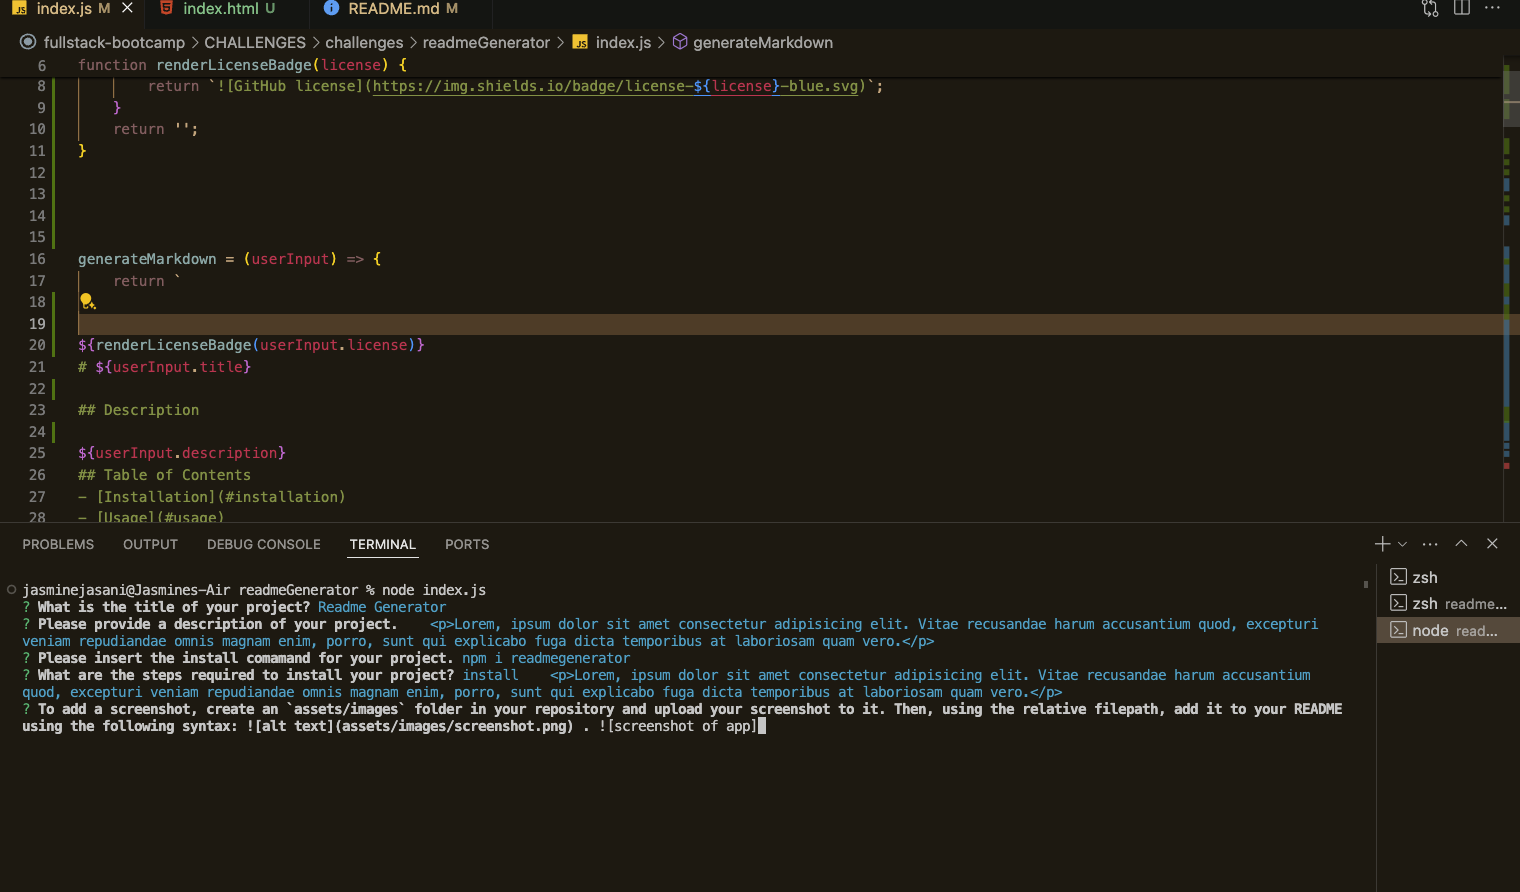 JS index.js M × index.html U README.md M
fullstack-bootcamp > CHALLENGES > challenges > readmeGenerator > JS index.js > generateMarkdown
6 function renderLicenseBadge(license) {
8 return `![GitHub license](https://img.shields.io/badge/license-${license}-blue.svg)`;
9 }
10 return '';
11 }
12
13
14
15
16 generateMarkdown = (userInput) => {
17 return `
18
19
20 ${renderLicenseBadge(userInput.license)}
21 # ${userInput.title}
22
23 ## Description
24
25 ${userInput.description}
26 ## Table of Contents
27 - [Installation](#installation)
28 - [Usage](#usage)
PROBLEMS OUTPUT DEBUG CONSOLE TERMINAL PORTS
jasminejasani@Jasmines-Air readmeGenerator % node index.js
? What is the title of your project? Readme Generator
? Please provide a description of your project. <p>Lorem, ipsum dolor sit amet consectetur adipisicing elit. Vitae recusandae harum accusantium quod, excepturi
veniam repudiandae omnis magnam enim, porro, sunt qui explicabo fuga dicta temporibus at laboriosam quam vero.</p>
? Please insert the install comamand for your project. npm i readmegenerator
? What are the steps required to install your project? install <p>Lorem, ipsum dolor sit amet consectetur adipisicing elit. Vitae recusandae harum accusantium
quod, excepturi veniam repudiandae omnis magnam enim, porro, sunt qui explicabo fuga dicta temporibus at laboriosam quam vero.</p>
? To add a screenshot, create an `assets/images` folder in your repository and upload your screenshot to it. Then, using the relative filepath, add it to your README
using the following syntax: ![alt text](assets/images/screenshot.png) . ![screenshot of app]
zsh
zsh readme...
node read...